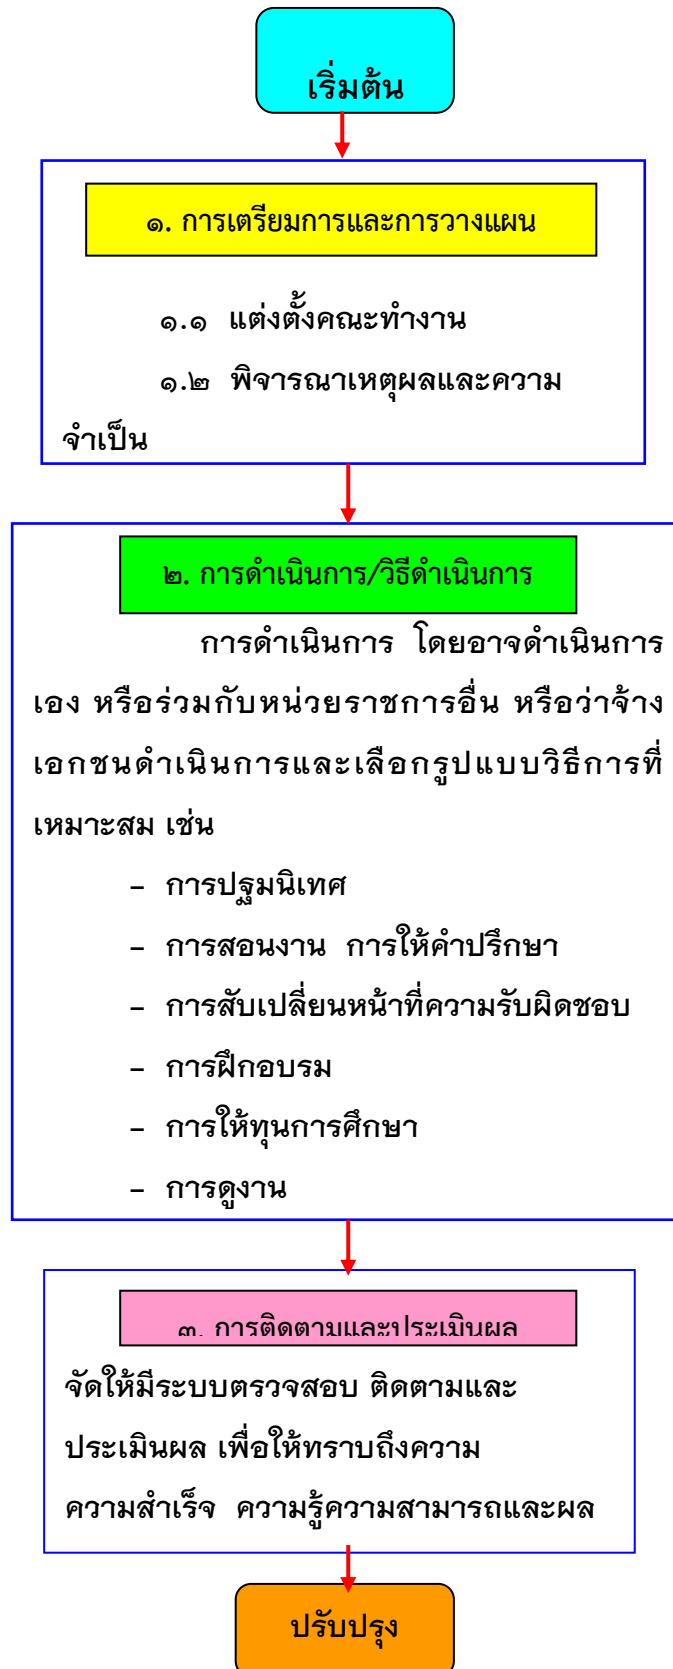 เริ่มต้น
๑. การเตรียมการและการวางแผน
๑.๑ แต่งตั้งคณะทำงาน
๑.๒ พิจารณาเหตุผลและความ
จำเป็น
๒. การดำเนินการ/วิธีดำเนินการ
การดำเนินการ โดยอาจดำเนินการ
เอง หรือร่วมกับหน่วยราชการอื่น หรือว่าจ้าง
เอกชนดำเนินการและเลือกรูปแบบวิธีการที่
เหมาะสม เช่น
- การปฐมนิเทศ
- การสอนงาน การให้คำปรึกษา
- การสับเปลี่ยนหน้าที่ความรับผิดชอบ
- การฝึกอบรม
- การให้ทุนการศึกษา
- การดูงาน
๓. การติดตามและประเมินผล
จัดให้มีระบบตรวจสอบ ติดตามและ
ประเมินผล เพื่อให้ทราบถึงความ
ความสำเร็จ ความรู้ความสามารถและผล
ปรับปรุง